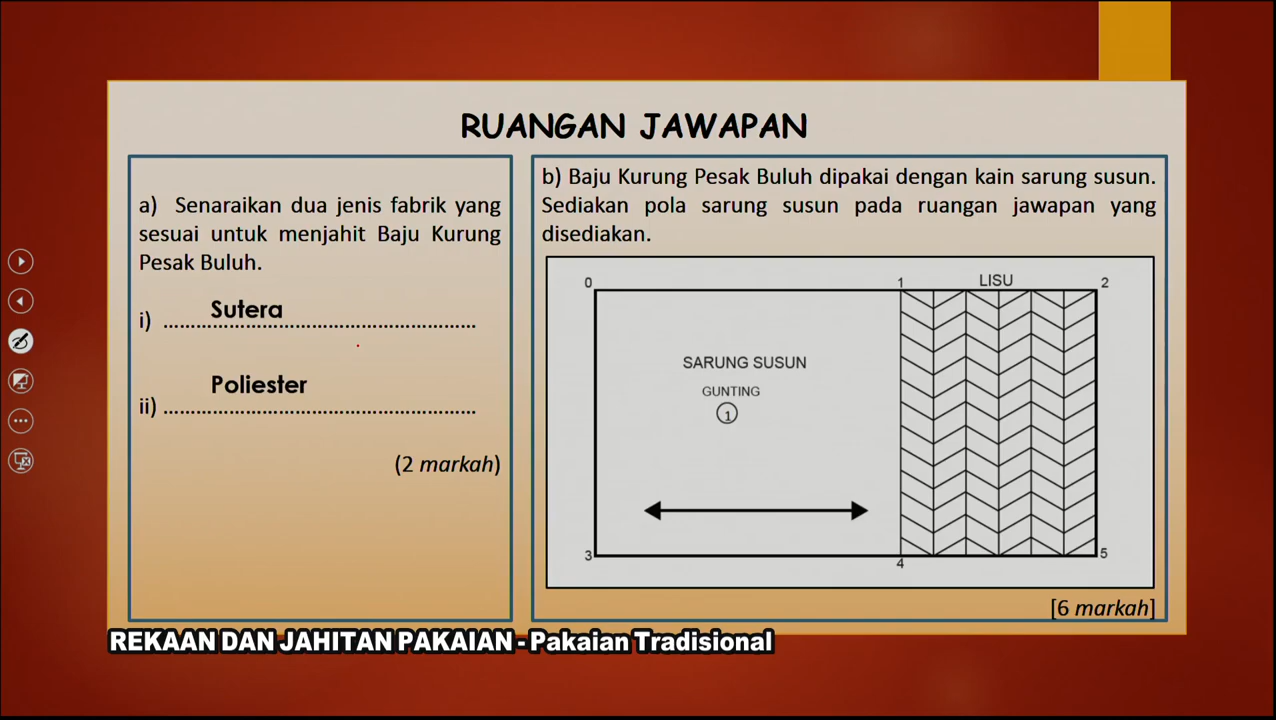 RUANGAN JAWAPAN
a) Senaraikan dua jenis fabrik yang
sesuai untuk menjahit Baju Kurung
Pesak Buluh.
Sutera
i) ......................................................
Poliester
ii) ......................................................
(2 markah)
b) Baju Kurung Pesak Buluh dipakai dengan kain sarung susun.
Sediakan pola sarung susun pada ruangan jawapan yang
disediakan.
0 1 LISU 2
SARUNG SUSUN
GUNTING
1
3 4 5
[6 markah]
REKAAN DAN JAHITAN PAKAIAN - Pakaian Tradisional